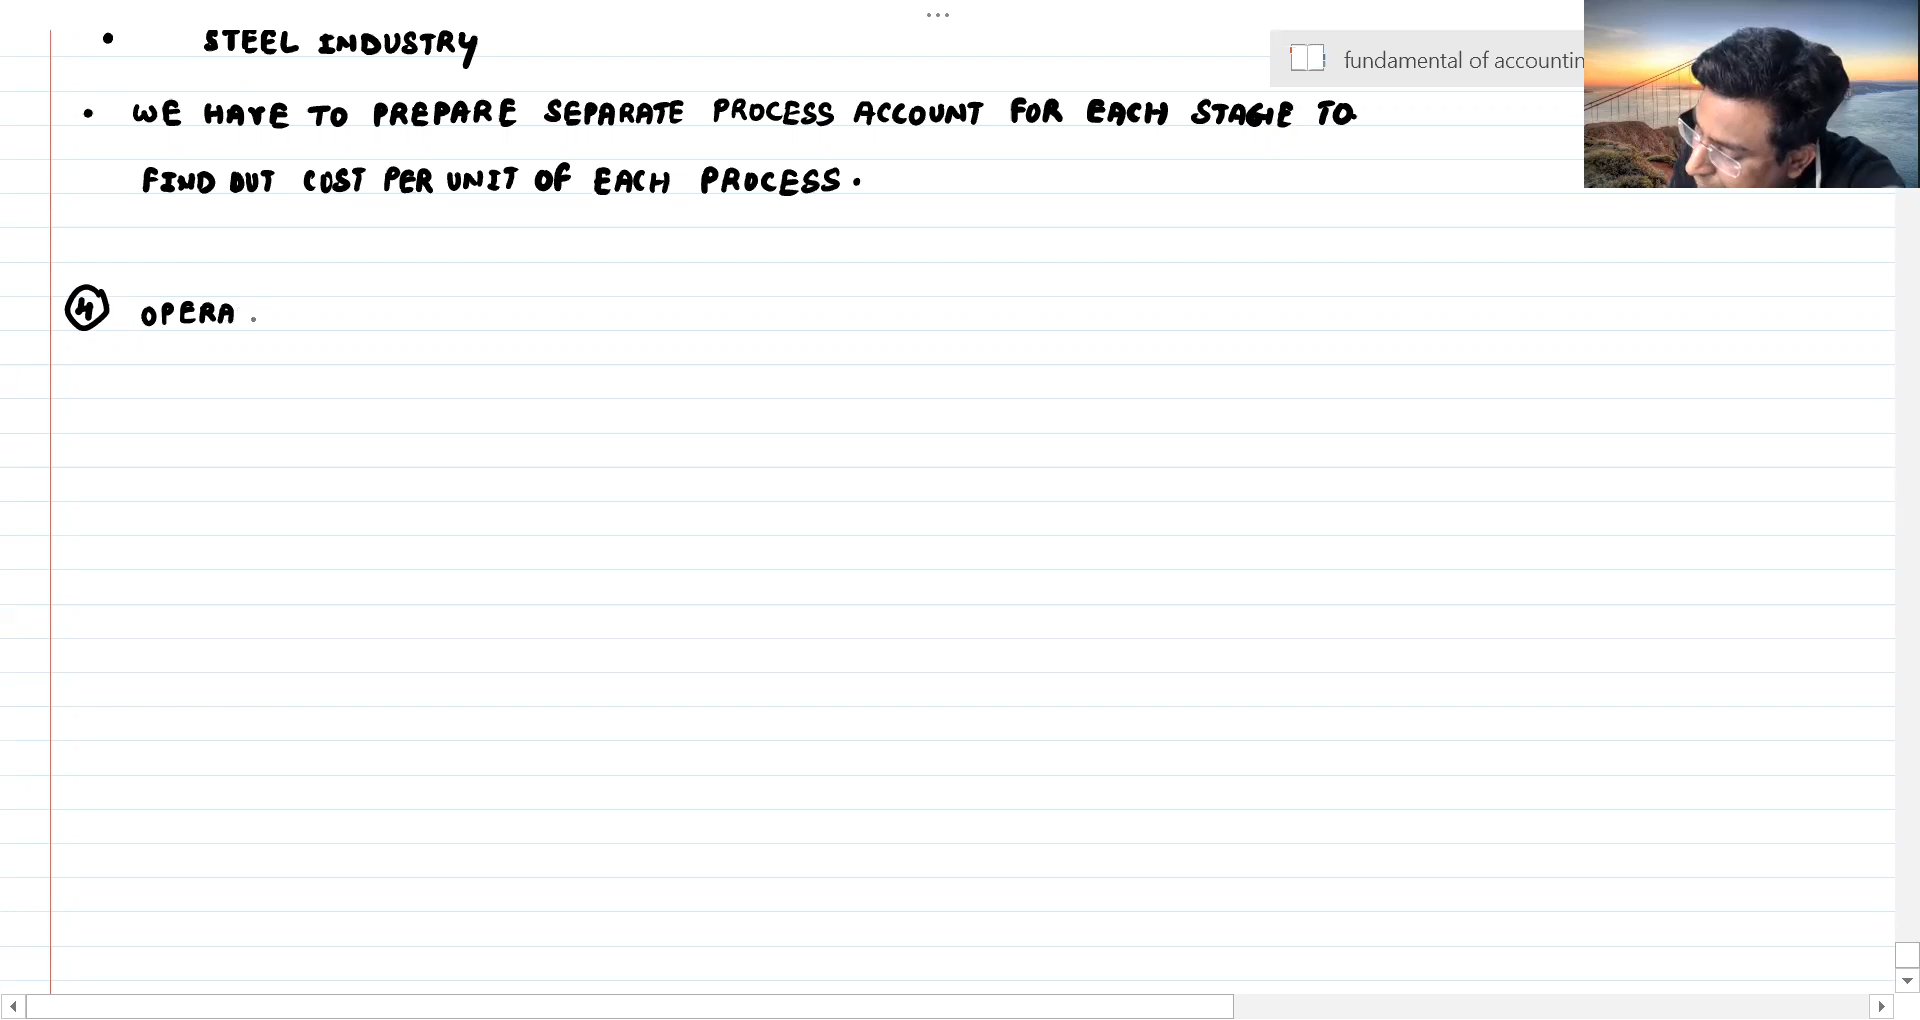 • STEEL INDUSTRY
fundamental of accountin
• WE HAVE TO PREPARE SEPARATE PROCESS ACCOUNT FOR EACH STAGE TO
FIND OUT COST PER UNIT OF EACH PROCESS.
4 OPERA